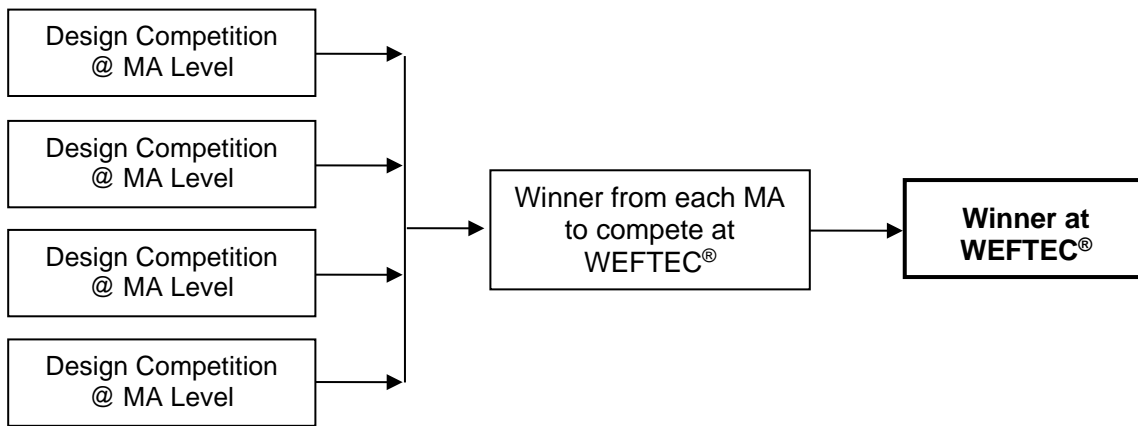 Design Competition
@ MA Level
Design Competition
@ MA Level
Design Competition
@ MA Level
Design Competition
@ MA Level
Winner from each MA
to compete at
WEFTEC®
Winner at
WEFTEC®